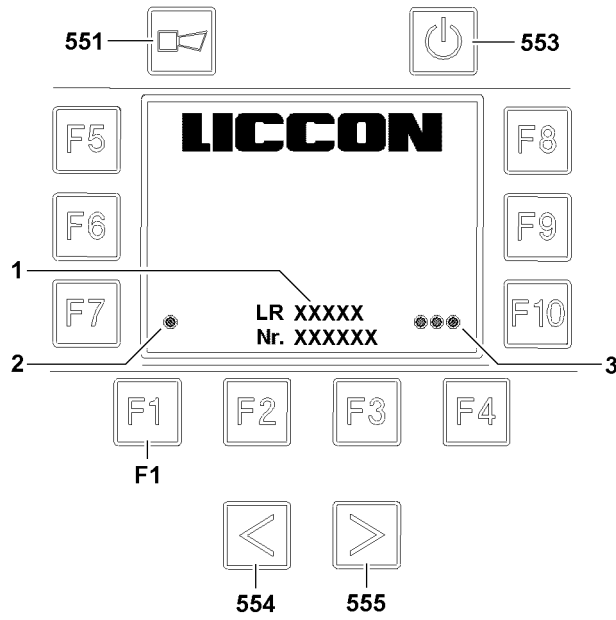 551
553
LICCON
F5
F8
F6
F9
1
F7
LR XXXXX
F10
Nr. XXXXXX
2
3
F1
F2
F3
F4
F1
<
>
554
555